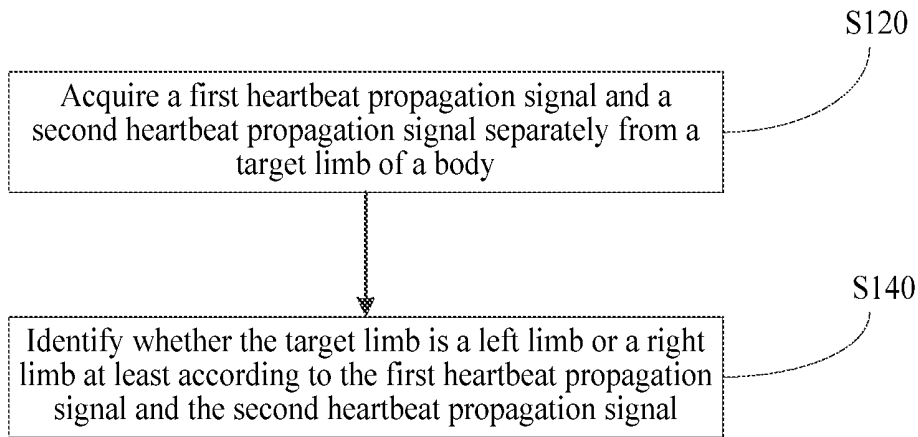 S120
Acquire a first heartbeat propagation signal and a
second heartbeat propagation signal separately from a
target limb of a body
S140
Identify whether the target limb is a left limb or a right
limb at least according to the first heartbeat propagation
signal and the second heartbeat propagation signal